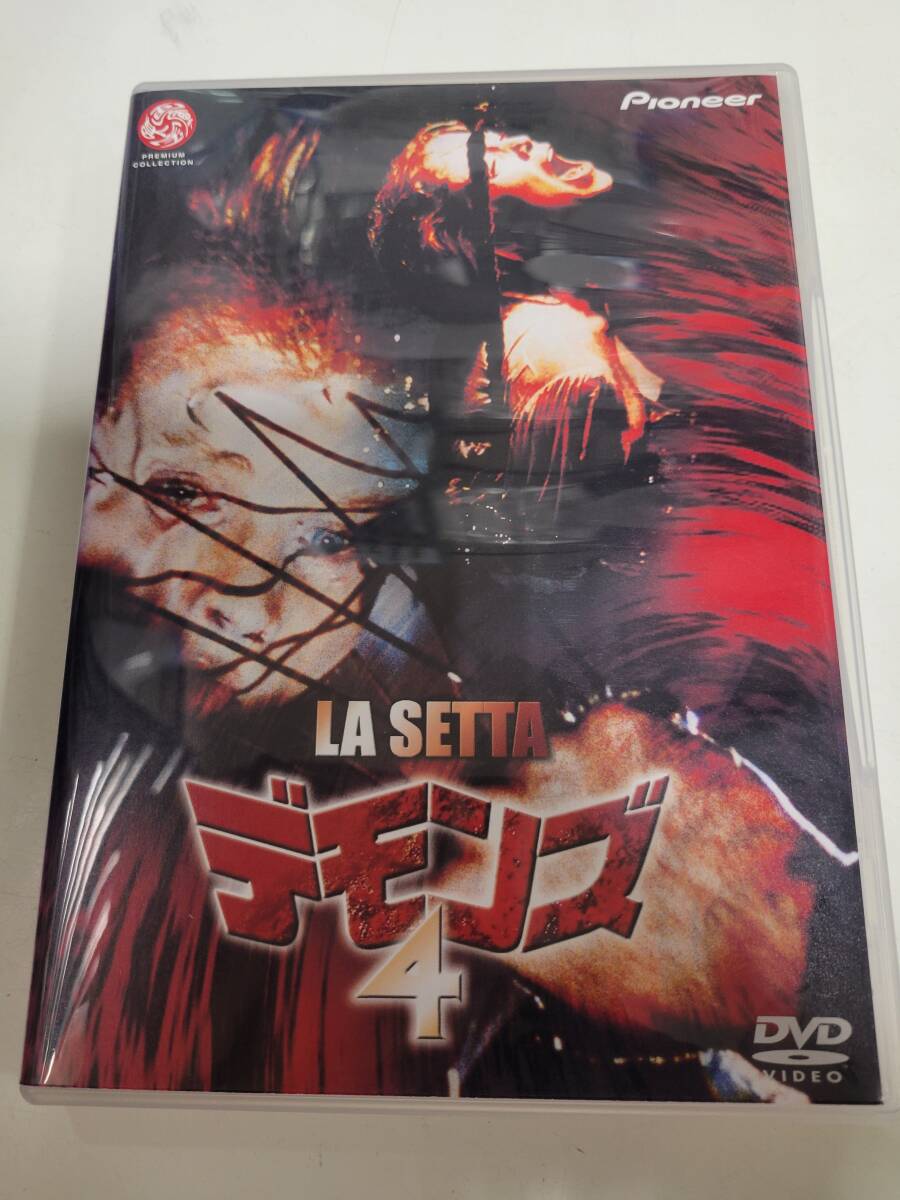 Pioneer
PREMIUM
COLLECTION
LA SETTA
デモンズ
4
DVD
VIDEO